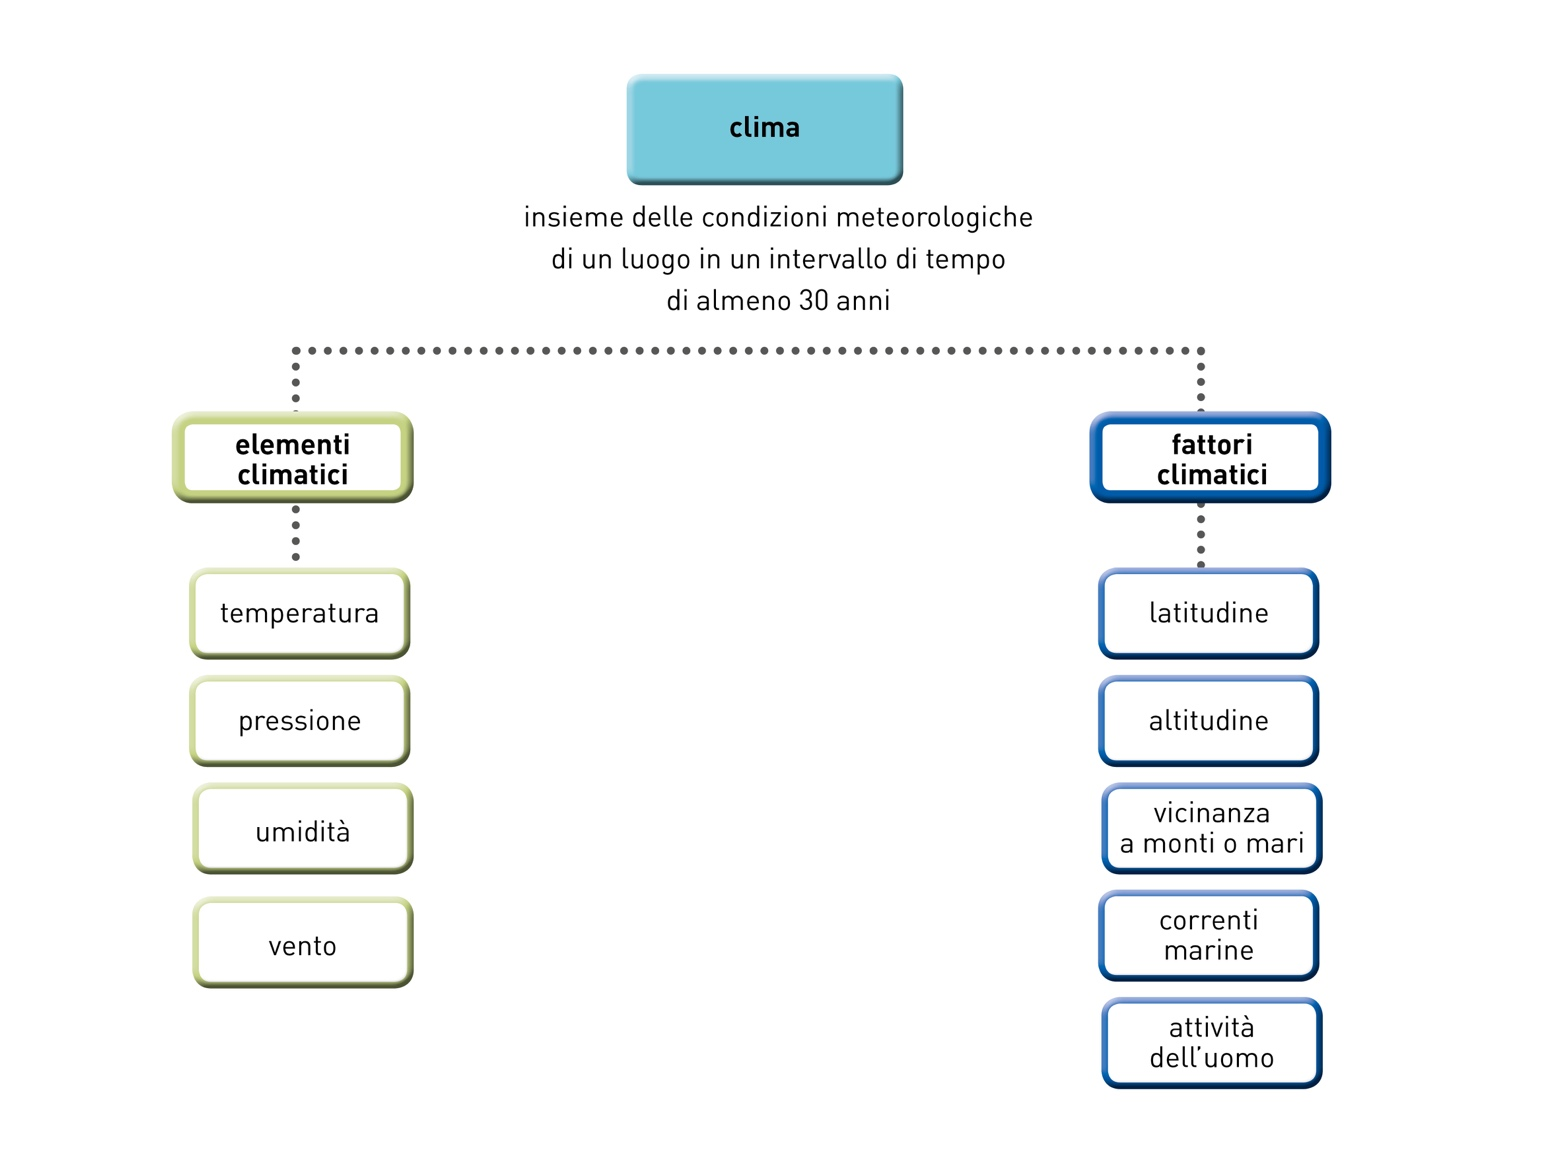 clima
insieme delle condizioni meteorologiche
di un luogo in un intervallo di tempo
di almeno 30 anni
elementi
climatici
temperatura
pressione
umidità
vento
fattori
climatici
latitudine
altitudine
vicinanza
a monti o mari
correnti
marine
attività
dell’uomo